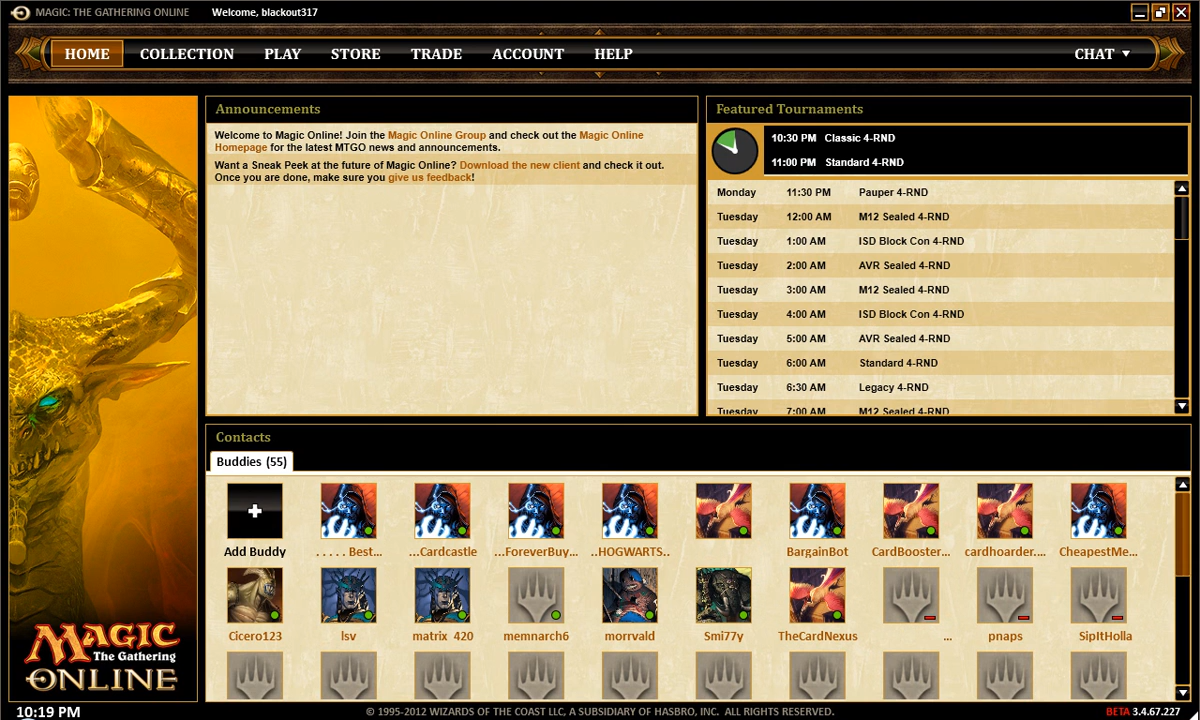 MAGIC: THE GATHERING ONLINE Welcome, blackout317
HOME COLLECTION PLAY STORE TRADE ACCOUNT HELP CHAT
Announcements
Welcome to Magic Online! Join the Magic Online Group and check out the Magic Online
Homepage for the latest MTGO news and announcements.
Want a Sneak Peek at the future of Magic Online? Download the new client and check it out.
Once you are done, make sure you give us feedback!
Featured Tournaments
10:30 PM Classic 4-RND
11:00 PM Standard 4-RND
Monday 11:30 PM Pauper 4-RND
Tuesday 12:00 AM M12 Sealed 4-RND
Tuesday 1:00 AM ISD Block Con 4-RND
Tuesday 2:00 AM AVR Sealed 4-RND
Tuesday 3:00 AM M12 Sealed 4-RND
Tuesday 4:00 AM ISD Block Con 4-RND
Tuesday 5:00 AM AVR Sealed 4-RND
Tuesday 6:00 AM Standard 4-RND
Tuesday 6:30 AM Legacy 4-RND
Tuesday 7:00 AM M12 Sealed 4-RND
Contacts
Buddies (55)
Add Buddy . . . . . Best... ...Cardcastle ...ForeverBuy... ..HOGWARTS.. BargainBot CardBooster... cardhoarder.... CheapestMe...
Cicero123 lsv matrix 420 memnarch6 morrvald Smi77y TheCardNexus ... pnaps SipItHolla
MAGIC
The Gathering
ONLINE
10:19 PM © 1995-2012 WIZARDS OF THE COAST LLC, A SUBSIDIARY OF HASBRO, INC. ALL RIGHTS RESERVED. BETA 3.4.67.227